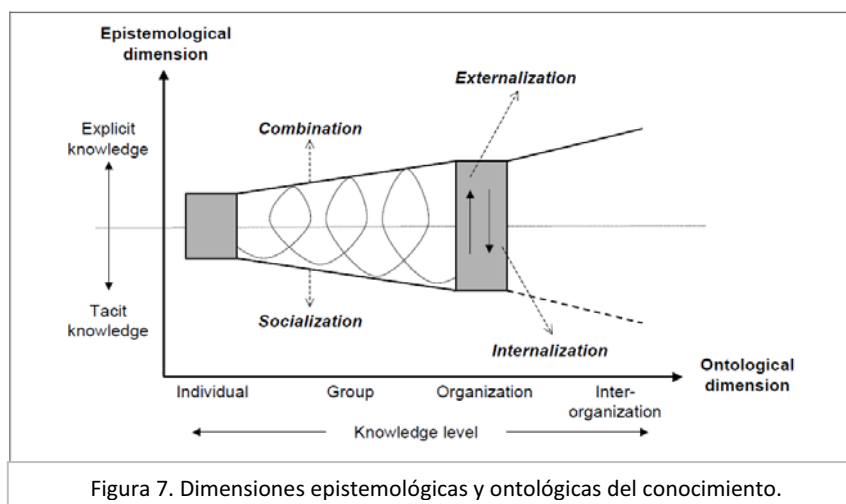 Epistemological
dimension
Externalization
Explicit
knowledge
Combination
Tacit
knowledge
Socialization
Internalization
Ontological
dimension
Individual
Group
Organization
Inter-
organization
Knowledge level
Figura 7. Dimensiones epistemológicas y ontológicas del conocimiento.